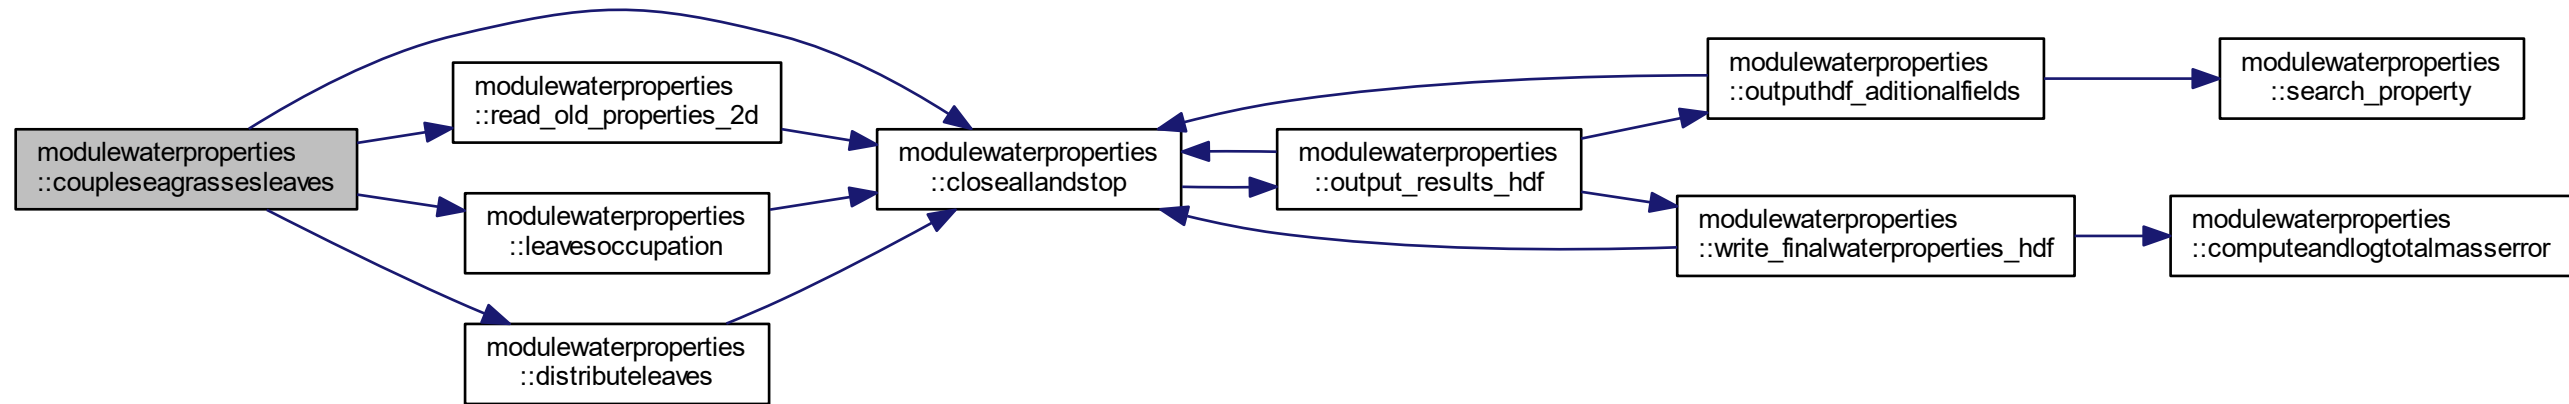 modulewaterproperties
::coupleseagrassesleaves
modulewaterproperties
::read_old_properties_2d
modulewaterproperties
::leavesoccupation
modulewaterproperties
::distributeleaves
modulewaterproperties
::closeallandstop
modulewaterproperties
::output_results_hdf
modulewaterproperties
::outputhdf_aditionalfields
modulewaterproperties
::write_finalwaterproperties_hdf
modulewaterproperties
::search_property
modulewaterproperties
::computeandlogtotalmasserror